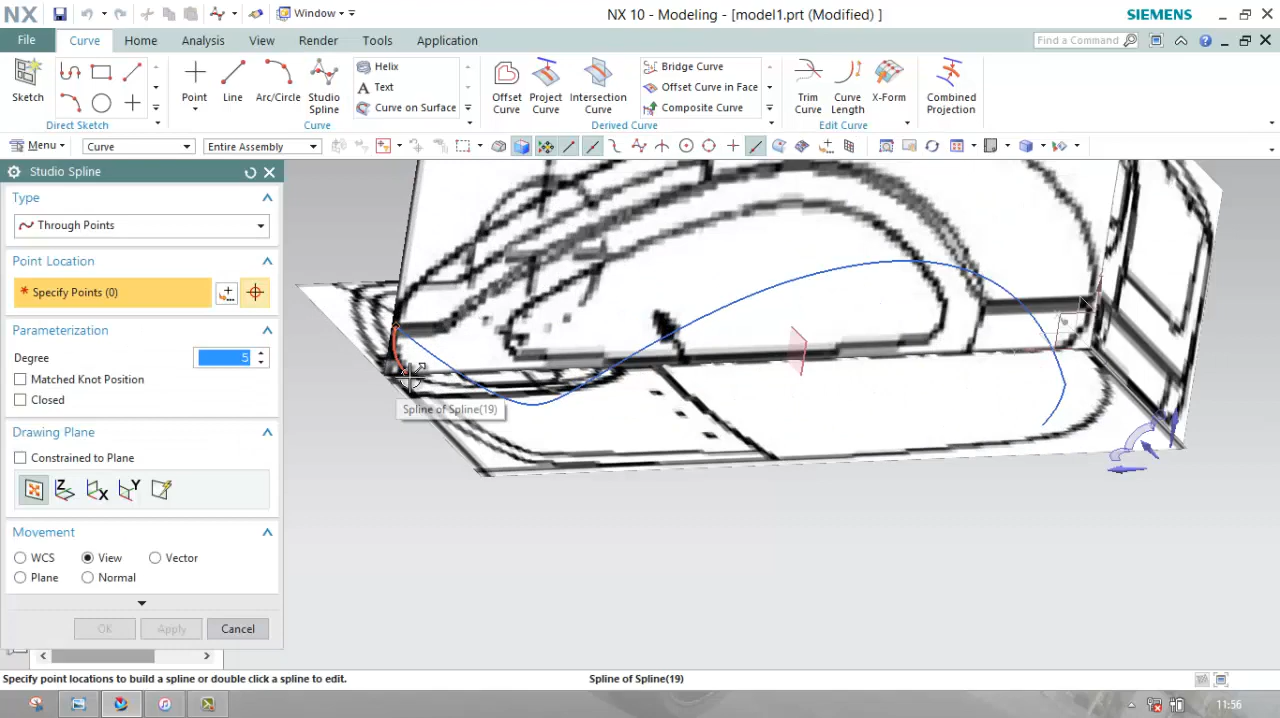 NX Window NX 10 - Modeling - [model1.prt (Modified) ] SIEMENS
File Curve Home Analysis View Render Tools Application Find a Command
Sketch Point Line Arc/Circle Studio Spline Helix Text Curve on Surface Offset Curve Project Curve Intersection Curve Bridge Curve Offset Curve in Face Composite Curve Trim Curve Curve Length X-Form Combined Projection
Direct Sketch Curve Derived Curve Edit Curve
Menu Curve Entire Assembly
Studio Spline
Type
Through Points
Point Location
* Specify Points (0)
Parameterization
Degree 5
Matched Knot Position
Closed
Spline of Spline(19)
Drawing Plane
Constrained to Plane
Z X Y
Movement
WCS View Vector
Plane Normal
OK Apply Cancel
Specify point locations to build a spline or double click a spline to edit. Spline of Spline(19)
11:56